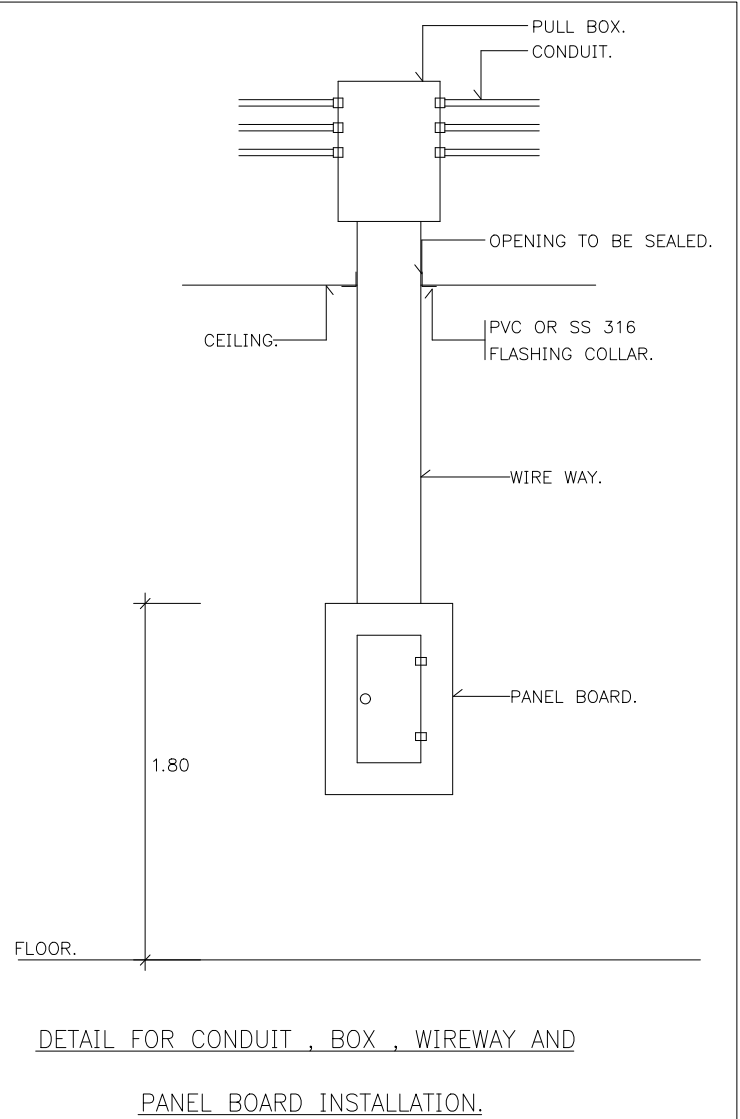 PULL BOX.
CONDUIT.
OPENING TO BE SEALED.
CEILING.
PVC OR SS 316
FLASHING COLLAR.
WIRE WAY.
PANEL BOARD.
1.80
FLOOR.
DETAIL FOR CONDUIT , BOX , WIREWAY AND
PANEL BOARD INSTALLATION.